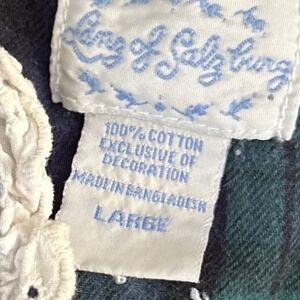 Lanz of Salzburg
100% COTTON
EXCLUSIVE OF
DECORATION
MADE IN BANGLADESH
LARGE